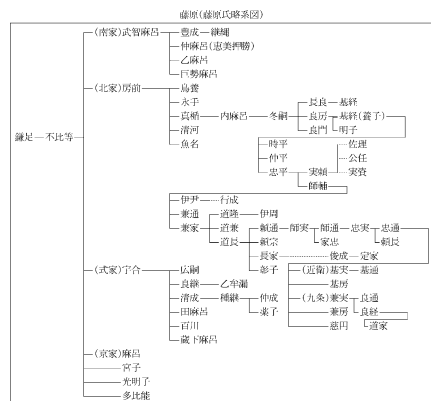 藤原(藤原氏略系図)
(南家)武智麻呂 豊成 継縄
仲麻呂(恵美押勝)
乙麻呂
巨勢麻呂
(北家)房前 鳥養
永手 長良 基経
真楯 内麻呂 冬嗣 良房 基経(養子)
清河 良門 明子
鎌足 不比等 魚名 時平 佐理
仲平 公任
忠平 実頼 実資
師輔
伊尹 行成
兼通 道隆 伊周
兼家 道兼 頼通 師実 師通 忠実 忠通
道長 頼宗 家忠 頼長
長家 俊成 定家
(式家)宇合 広嗣 彰子 (近衛)基実 基通
良継 乙牟漏 基房
清成 種継 仲成 (九条)兼実 良通
田麻呂 薬子 兼房 良経
百川 慈円 道家
蔵下麻呂
(京家)麻呂
宮子
光明子
多比能